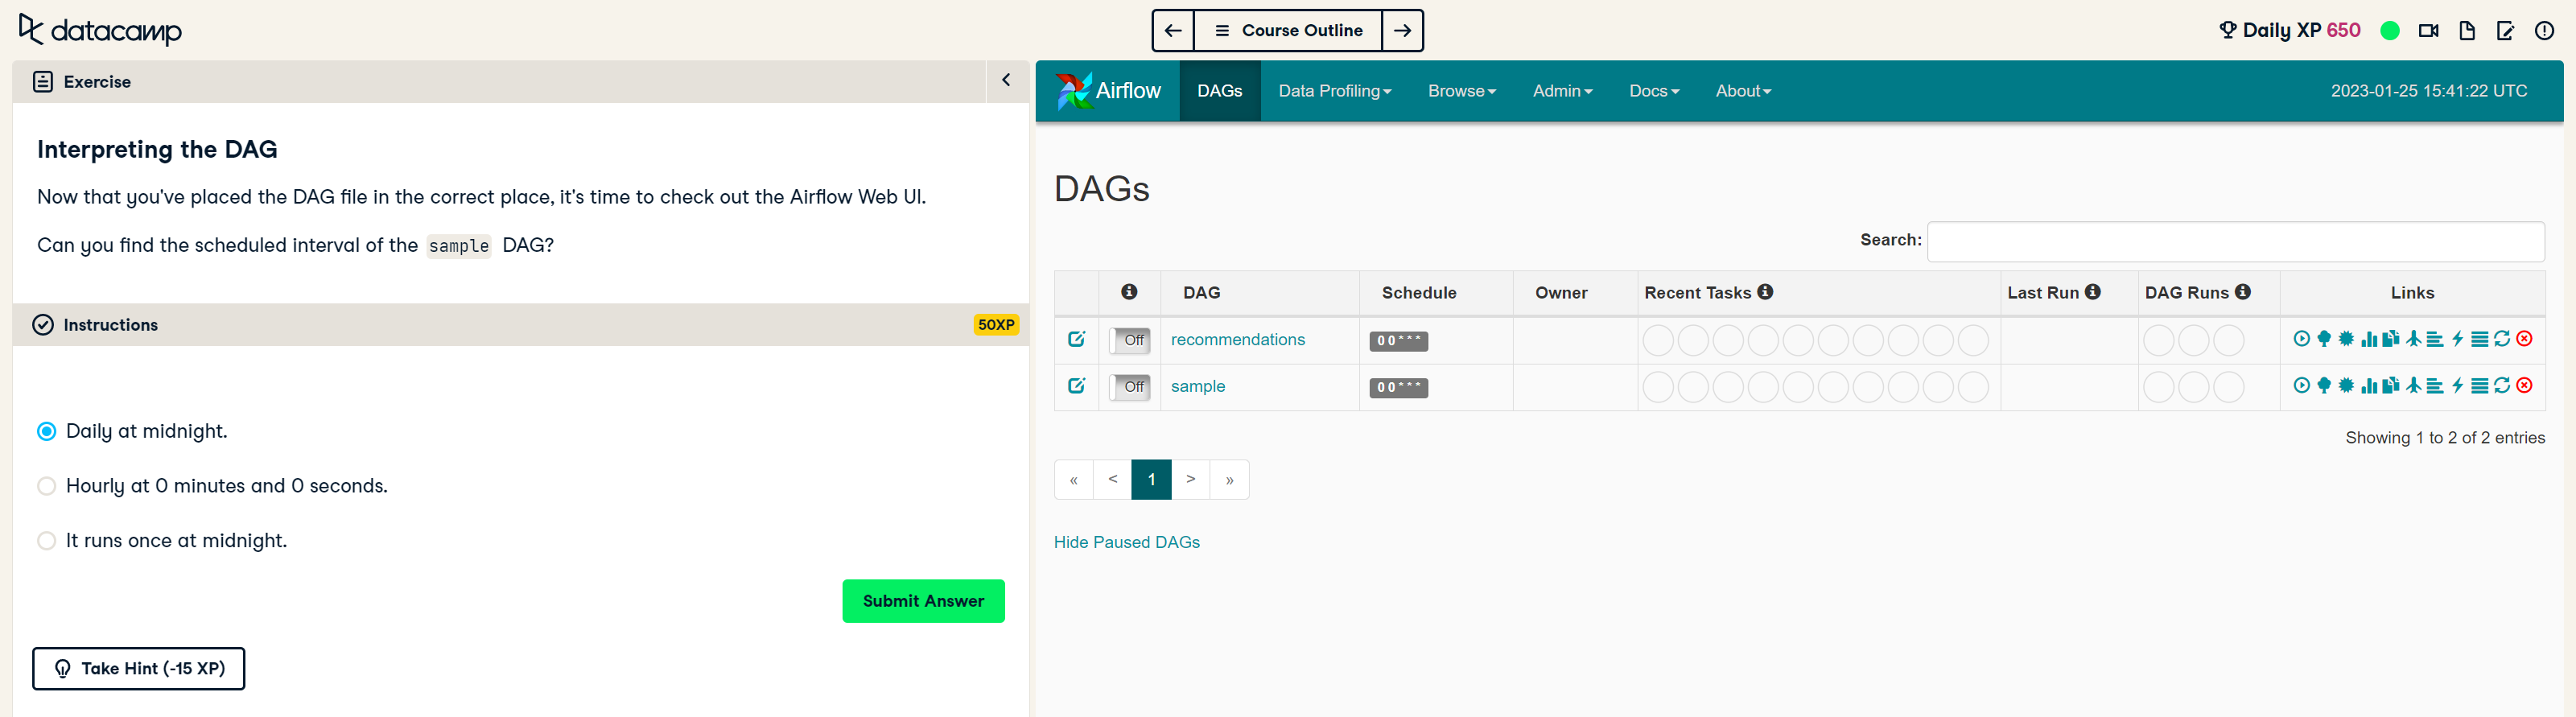 datacamp
Course Outline
Daily XP 650
Exercise
Interpreting the DAG
Now that you've placed the DAG file in the correct place, it's time to check out the Airflow Web UI.
Can you find the scheduled interval of the sample DAG?
Instructions
50XP
Daily at midnight.
Hourly at 0 minutes and 0 seconds.
It runs once at midnight.
Submit Answer
Take Hint (-15 XP)
Airflow DAGs Data Profiling Browse Admin Docs About 2023-01-25 15:41:22 UTC
DAGs
Search:
DAG Schedule Owner Recent Tasks Last Run DAG Runs Links
Off recommendations 0 0 * * *
Off sample 0 0 * * *
Showing 1 to 2 of 2 entries
« < 1 > »
Hide Paused DAGs